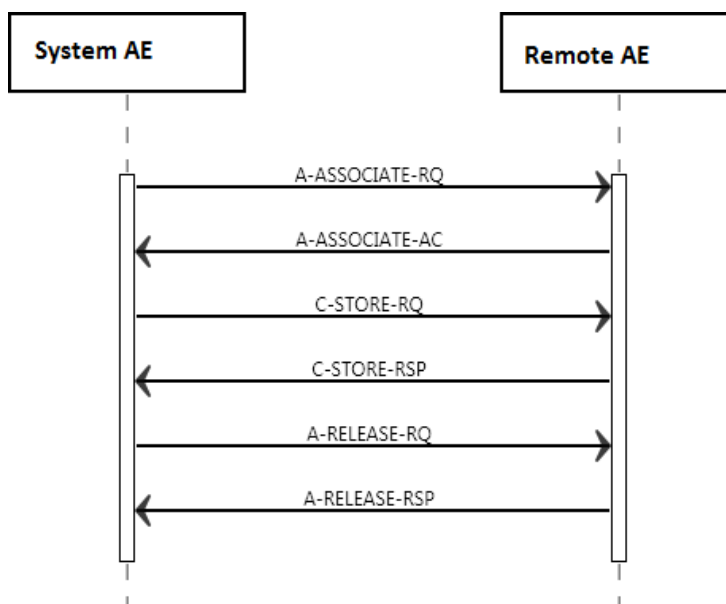 System AE
Remote AE
A-ASSOCIATE-RQ
A-ASSOCIATE-AC
C-STORE-RQ
C-STORE-RSP
A-RELEASE-RQ
A-RELEASE-RSP